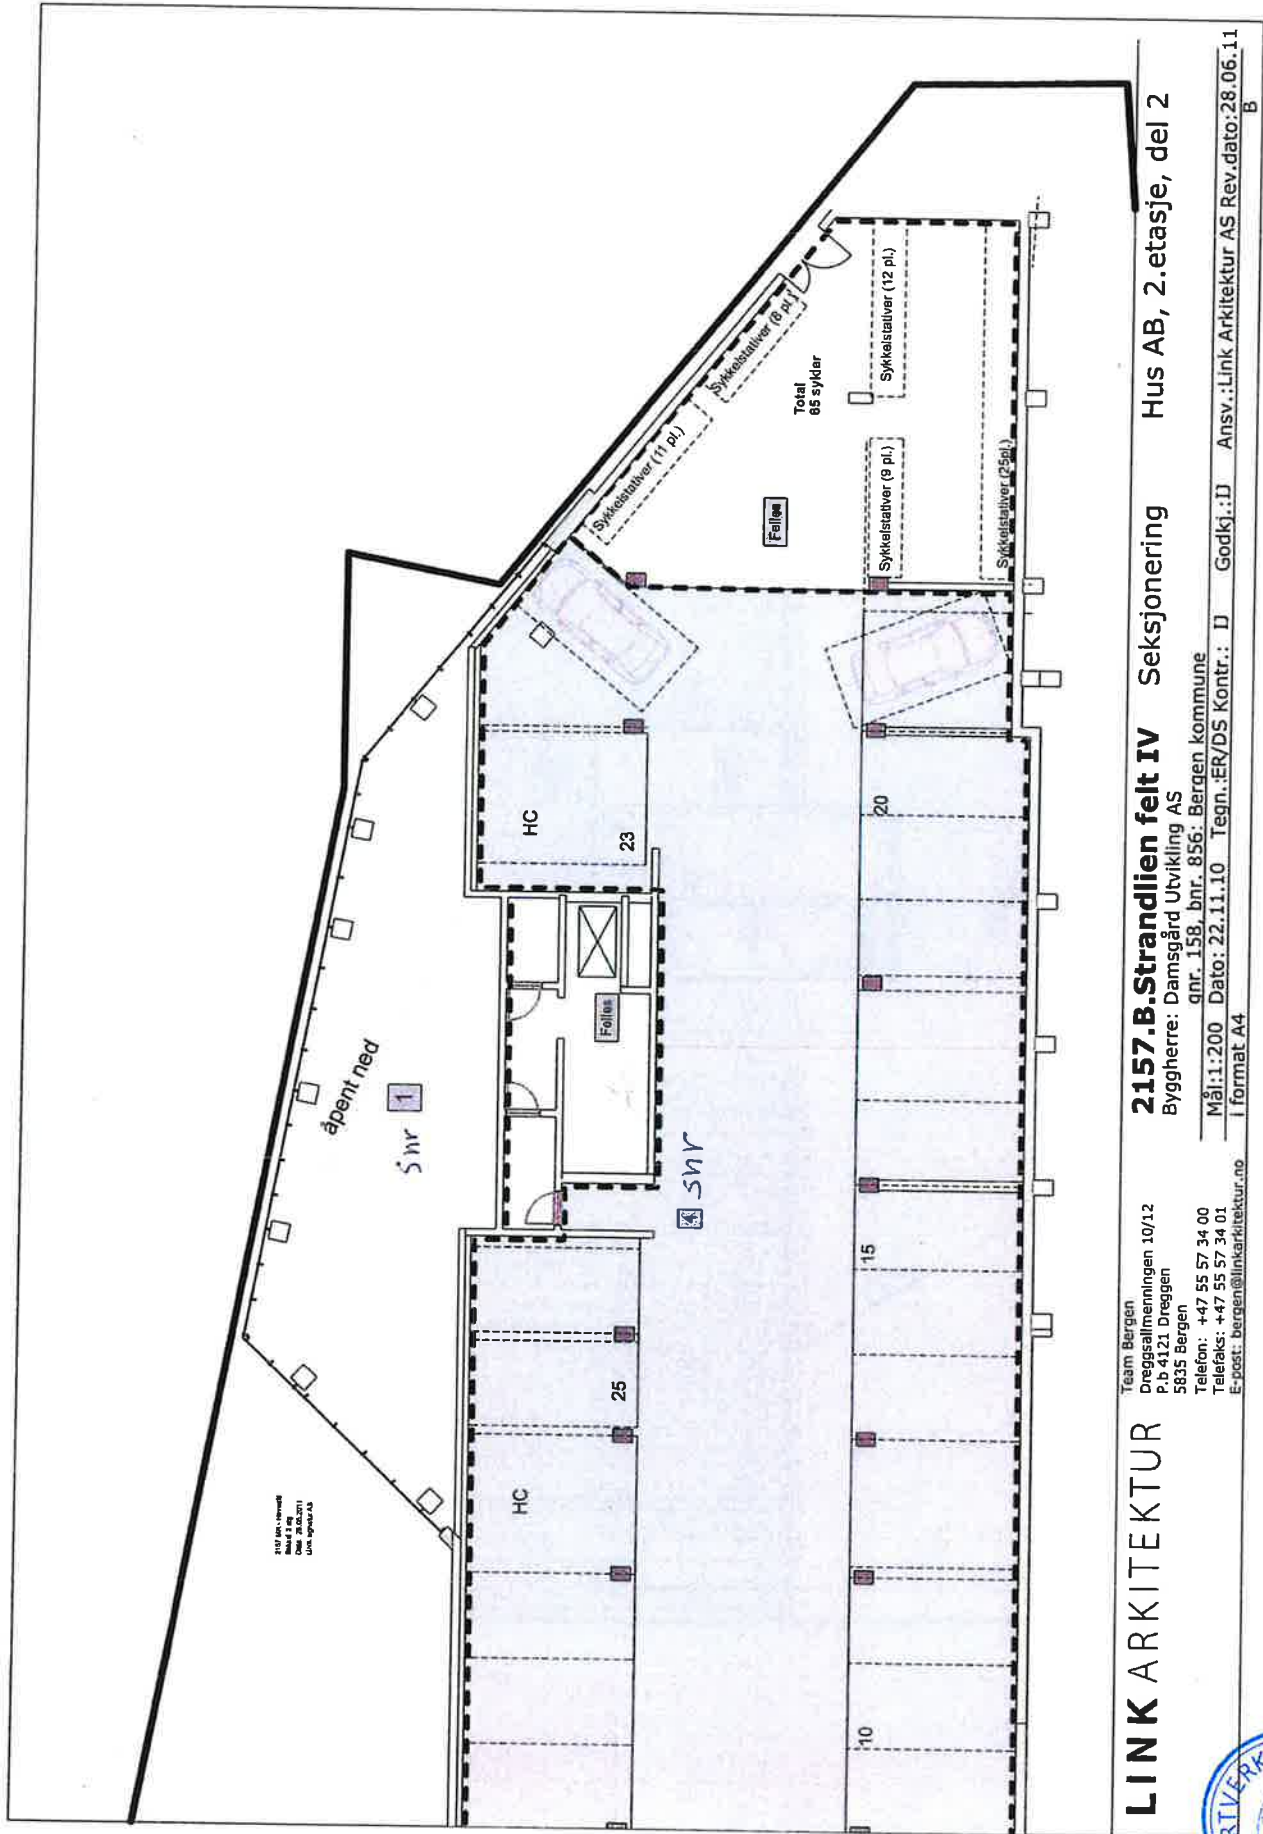 åpent ned
Snr 1
snr
HC
23
HC
25
Felles
Felles
20
15
10
Total
65 sykler
Sykkelstativer (11 pl.)
Sykkelstativer (8 pl.)
Sykkelstativer (12 pl.)
Sykkelstativer (9 pl.)
Sykkelstativer (25pl.)
LINK ARKITEKTUR
Team Bergen
Dreggsallmenningen 10/12
P.b 4121 Dreggen
5835 Bergen
Telefon: +47 55 57 34 00
Telefaks: +47 55 57 34 01
E-post: bergen@linkarkitektur.no
2157.B.Strandlien felt IV Seksjonering Hus AB, 2.etasje, del 2
Byggherre: Damsgård Utvikling AS
gnr. 158, bnr. 856: Bergen kommune
Mål:1:200 Dato: 22.11.10 Tegn.:ER/DS Kontr.: IJ Godkj.:IJ Ansv.:Link Arkitektur AS Rev.dato:28.06.11
i format A4 B